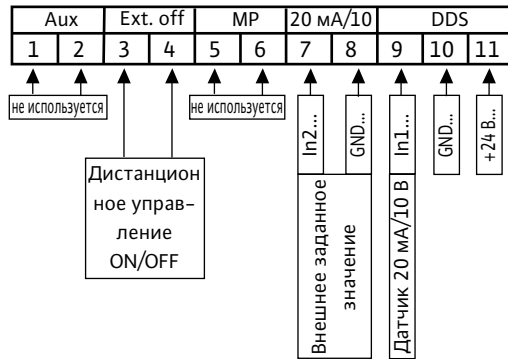 Aux Ext. off MP 20 мА/10 DDS
1 2 3 4 5 6 7 8 9 10 11
не используется
не используется
In2...
GND...
In1...
GND...
+24 В...
Дистанцион
ное управ-
ление
ON/OFF
Внешнее заданное
значение
Датчик 20 мА/10 В